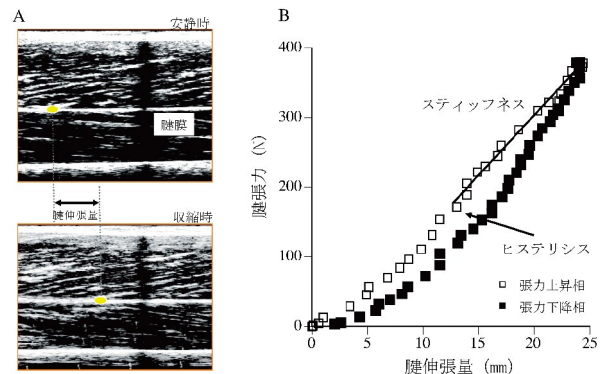 A
安静時
腱膜
腱伸張量
収縮時
B
腱張力 (N)
400
300
200
100
0
スティッフネス
ヒステリシス
張力上昇相
張力下降相
0 5 10 15 20 25
腱伸張量 (mm)